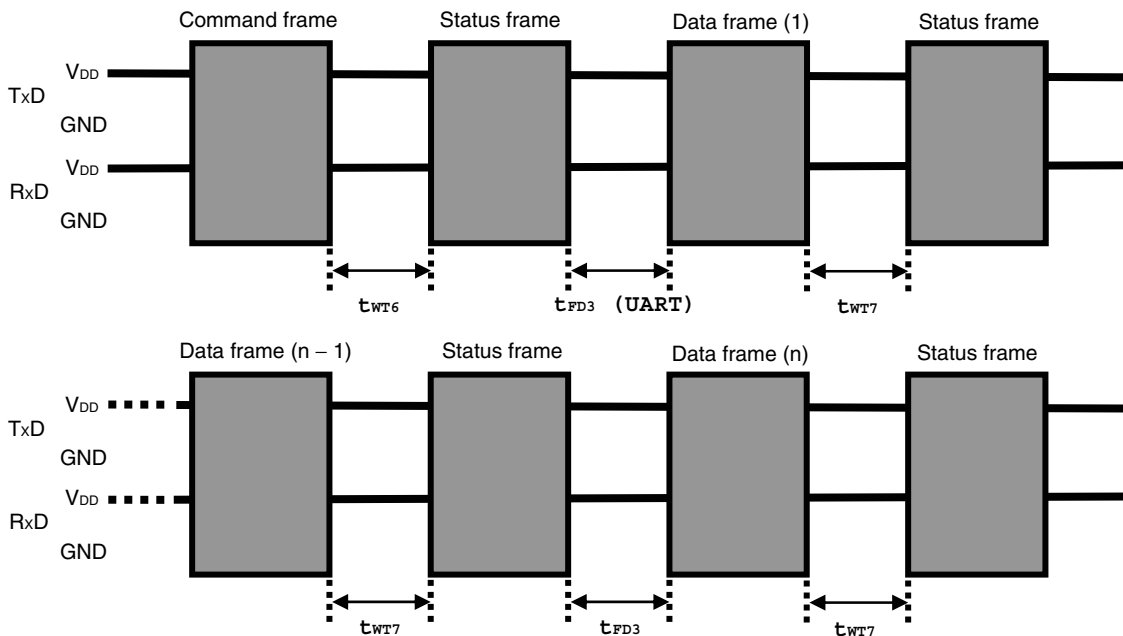 Command frame Status frame Data frame (1) Status frame
VDD
TxD
GND
VDD
RxD
GND
tWT6 tFD3 (UART) tWT7
Data frame (n – 1) Status frame Data frame (n) Status frame
VDD
TxD
GND
VDD
RxD
GND
tWT7 tFD3 tWT7